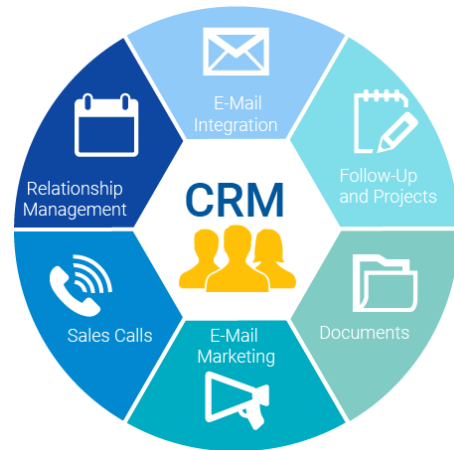 E-Mail
Integration
Follow-Up
and Projects
Relationship
Management
CRM
Sales Calls
E-Mail
Marketing
Documents